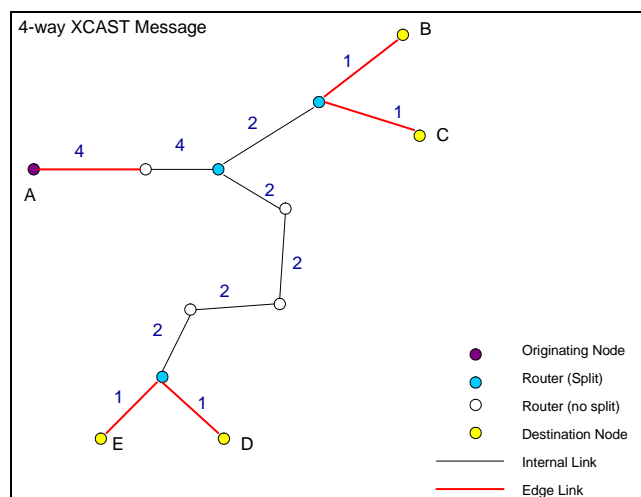 4-way XCAST Message
B
1
1
C
2
4
4
A
2
2
2
2
1
1
E
D
Originating Node
Router (Split)
Router (no split)
Destination Node
Internal Link
Edge Link